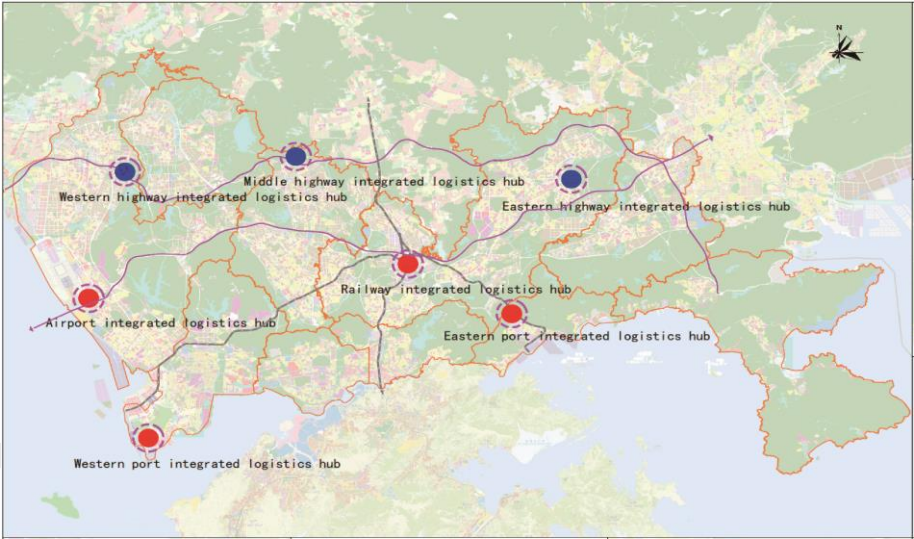 N
Middle highway integrated logistics hub
Western highway integrated logistics hub
Eastern highway integrated logistics hub
Railway integrated logistics hub
Airport integrated logistics hub
Eastern port integrated logistics hub
Western port integrated logistics hub